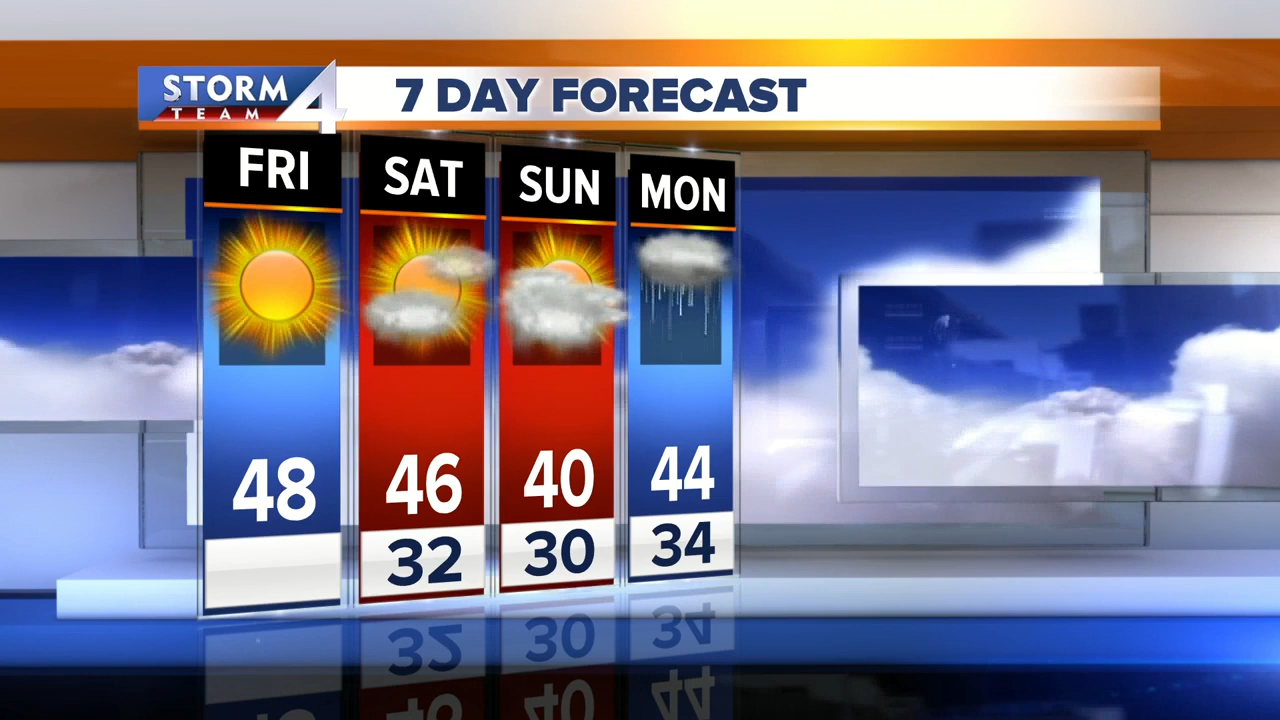 STORM
TEAM 4
7 DAY FORECAST
FRI SAT SUN MON
48 46 40 44
32 30 34